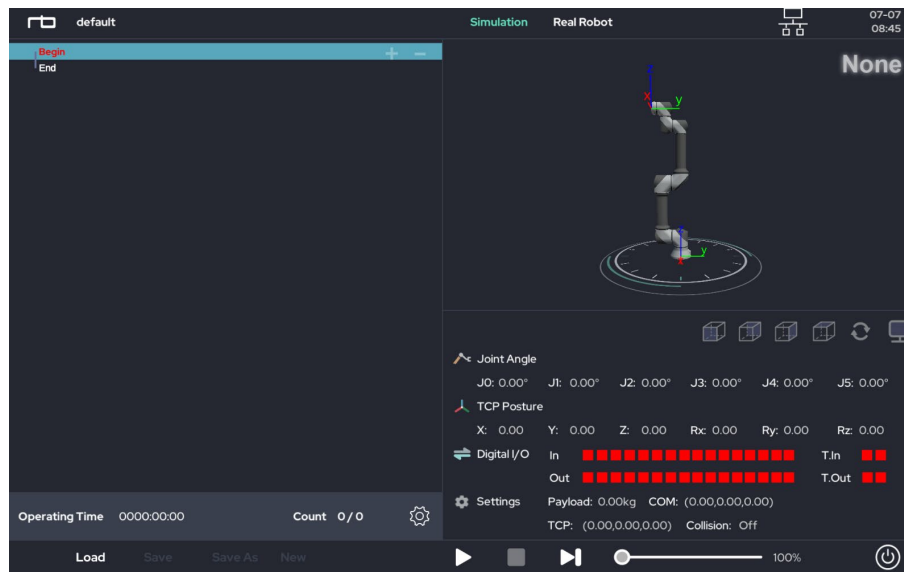 default
Simulation Real Robot
07-07
08:45
Begin
End
None
z
x y
y
x
Joint Angle
J0: 0.00° J1: 0.00° J2: 0.00° J3: 0.00° J4: 0.00° J5: 0.00°
TCP Posture
X: 0.00 Y: 0.00 Z: 0.00 Rx: 0.00 Ry: 0.00 Rz: 0.00
Digital I/O In T.In
Out T.Out
Settings Payload: 0.00kg COM: (0.00,0.00,0.00)
TCP: (0.00,0.00,0.00) Collision: Off
Operating Time 0000:00:00 Count 0 / 0
Load Save Save As New
100%